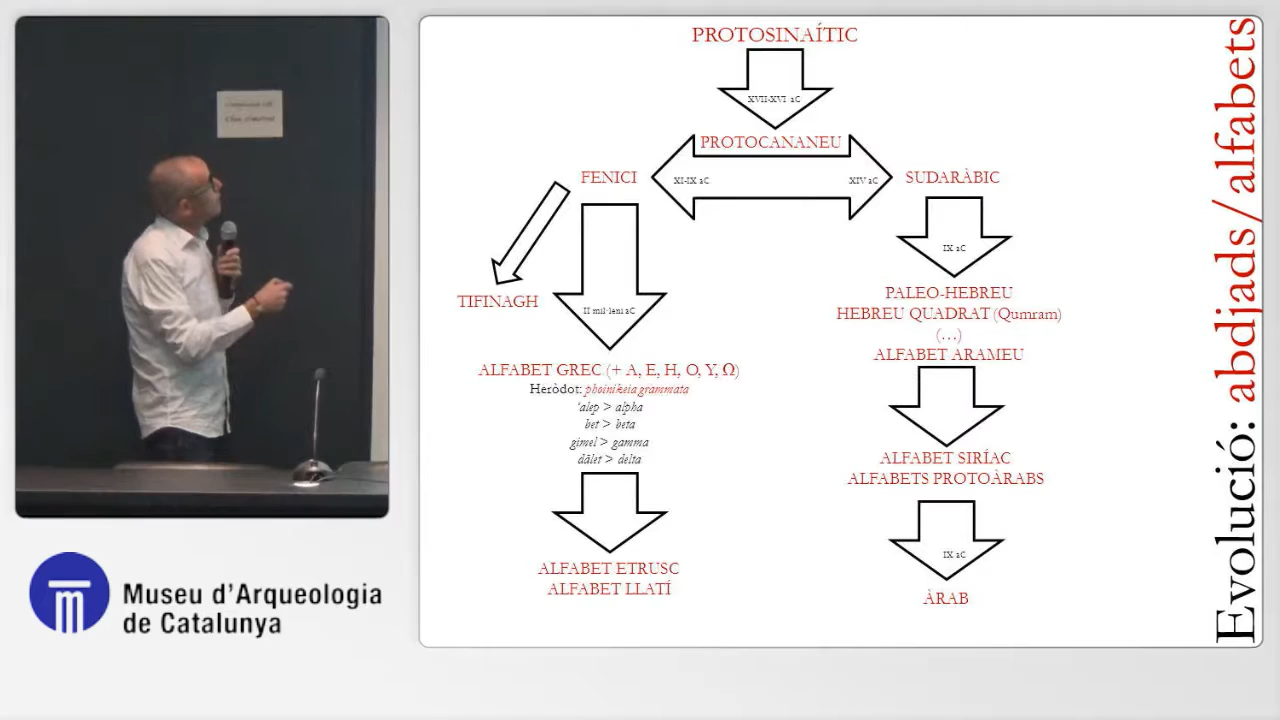 PROTOSINAÍTIC
XVII-XVI aC
PROTOCANANEU
FENICI
XI-IX aC
XIV aC
SUDARÀBIC
IX aC
TIFINAGH
II mil·leni aC
PALEO-HEBREU
HEBREU QUADRAT (Qumram)
(…)
ALFABET ARAMEU
ALFABET GREC (+ A, E, H, O, Y, Ω)
Heròdot: phoinikeia grammata
‘alep > alpha
bet > beta
gimel > gamma
dālet > delta
ALFABET SIRÍAC
ALFABETS PROTOÀRABS
IX aC
ALFABET ETRUSC
ALFABET LLATÍ
ÀRAB
Evolució: abdjads/alfabets
Museu d'Arqueologia
de Catalunya